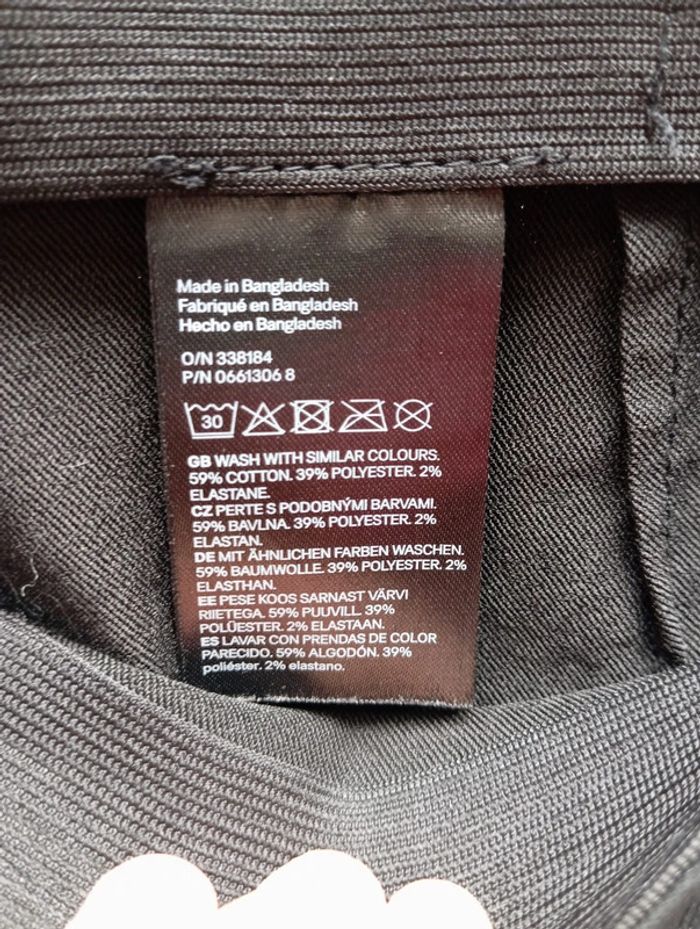 Made in Bangladesh
Fabriqué en Bangladesh
Hecho en Bangladesh
O/N 338184
P/N 0661306 8
30
GB WASH WITH SIMILAR COLOURS.
59% COTTON. 39% POLYESTER. 2%
ELASTANE.
CZ PERTE S PODOBNÝMI BARVAMI.
59% BAVLNA. 39% POLYESTER. 2%
ELASTAN.
DE MIT ÄHNLICHEN FARBEN WASCHEN.
59% BAUMWOLLE. 39% POLYESTER. 2%
ELASTHAN.
EE PESE KOOS SARNAST VÄRVI
RIIETEGA. 59% PUUVILL. 39%
POLÜESTER. 2% ELASTAAN.
ES LAVAR CON PRENDAS DE COLOR
PARECIDO. 59% ALGODÓN. 39%
poliéster. 2% elastano.